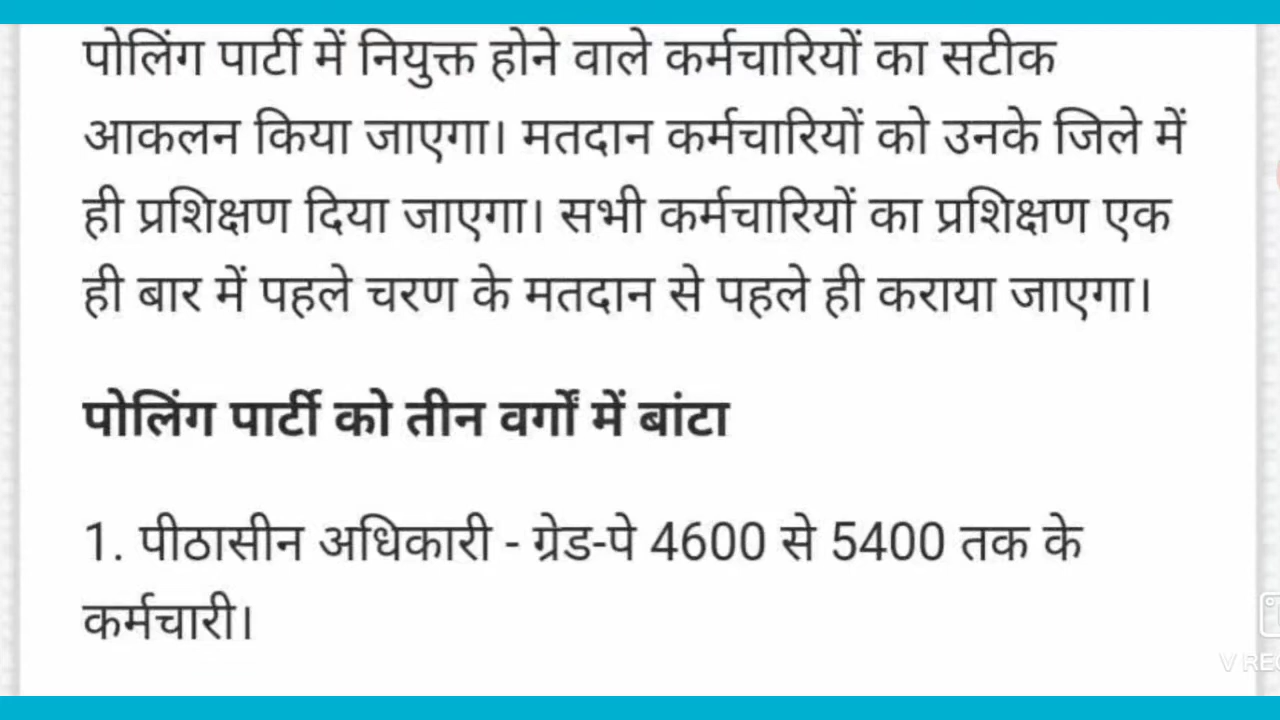 पोलिंग पार्टी में नियुक्त होने वाले कर्मचारियों का सटीक
आकलन किया जाएगा। मतदान कर्मचारियों को उनके जिले में
ही प्रशिक्षण दिया जाएगा। सभी कर्मचारियों का प्रशिक्षण एक
ही बार में पहले चरण के मतदान से पहले ही कराया जाएगा।
पोलिंग पार्टी को तीन वर्गों में बांटा
1. पीठासीन अधिकारी - ग्रेड-पे 4600 से 5400 तक के
कर्मचारी।